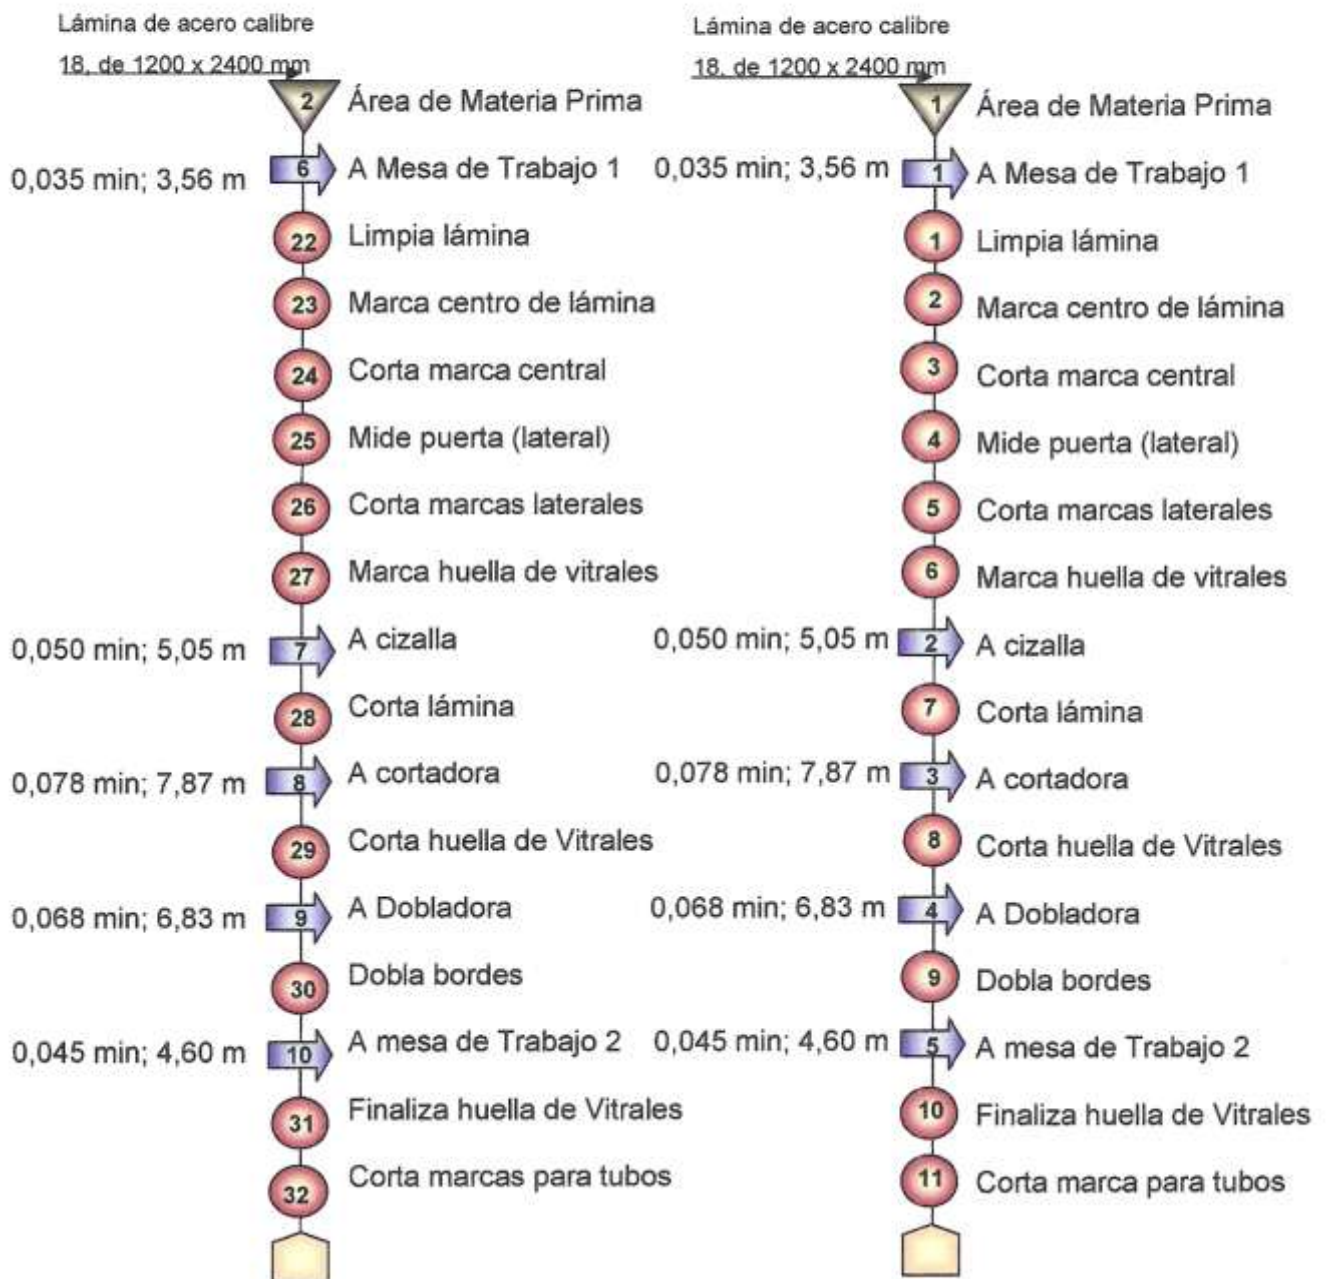 Lámina de acero calibre
18, de 1200 x 2400 mm
2 Área de Materia Prima
0,035 min; 3,56 m 6 A Mesa de Trabajo 1
22 Limpia lámina
23 Marca centro de lámina
24 Corta marca central
25 Mide puerta (lateral)
26 Corta marcas laterales
27 Marca huella de vitrales
0,050 min; 5,05 m 7 A cizalla
28 Corta lámina
0,078 min; 7,87 m 8 A cortadora
29 Corta huella de Vitrales
0,068 min; 6,83 m 9 A Dobladora
30 Dobla bordes
0,045 min; 4,60 m 10 A mesa de Trabajo 2
31 Finaliza huella de Vitrales
32 Corta marcas para tubos
Lámina de acero calibre
18, de 1200 x 2400 mm
1 Área de Materia Prima
0,035 min; 3,56 m 1 A Mesa de Trabajo 1
1 Limpia lámina
2 Marca centro de lámina
3 Corta marca central
4 Mide puerta (lateral)
5 Corta marcas laterales
6 Marca huella de vitrales
0,050 min; 5,05 m 2 A cizalla
7 Corta lámina
0,078 min; 7,87 m 3 A cortadora
8 Corta huella de Vitrales
0,068 min; 6,83 m 4 A Dobladora
9 Dobla bordes
0,045 min; 4,60 m 5 A mesa de Trabajo 2
10 Finaliza huella de Vitrales
11 Corta marca para tubos